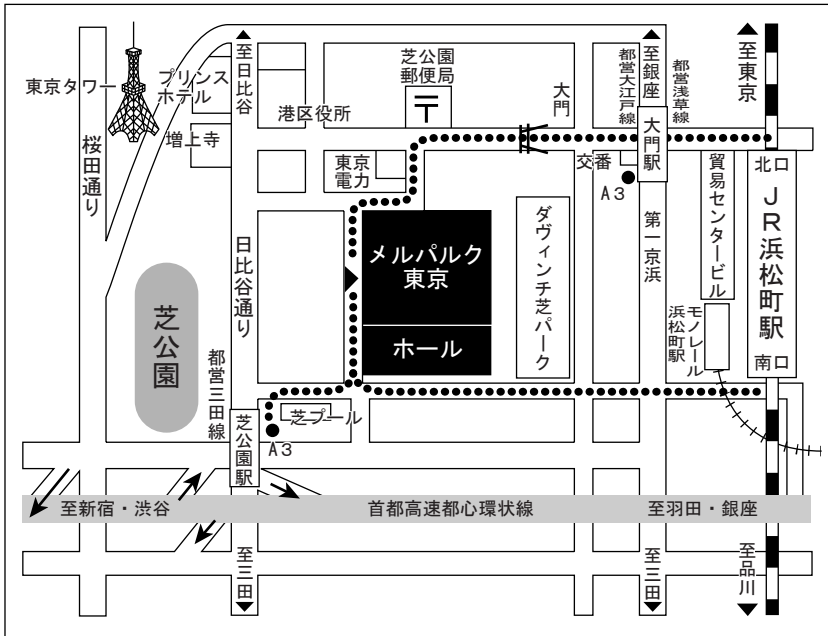 東京タワー
プリンス
ホテル
増上寺
桜田通り
至日比谷
港区役所
芝公園
郵便局
〒
大門
都営大江戸線
至銀座
都営浅草線
至東京
大門駅
交番
A3
東京
電力
メルパルク
東京
ホール
ダヴィンチ芝パーク
第一京浜
貿易センタービル
モノレール
浜松町駅
北口
JR浜松町駅
南口
日比谷通り
芝公園
都営三田線
芝公園駅
芝プール
A3
至新宿・渋谷
首都高速都心環状線
至羽田・銀座
至三田
至三田
至品川